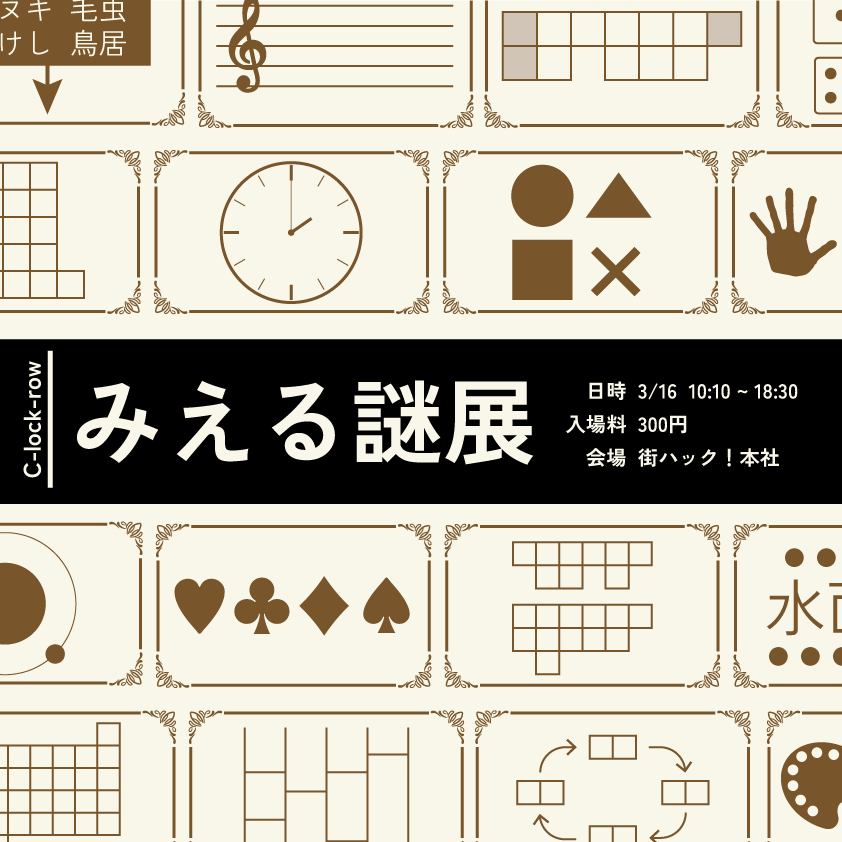 ヌキ 毛虫
けし 鳥居
C-lock-row
みえる謎展
日時 3/16 10:10 ~ 18:30
入場料 300円
会場 街ハック！本社
水